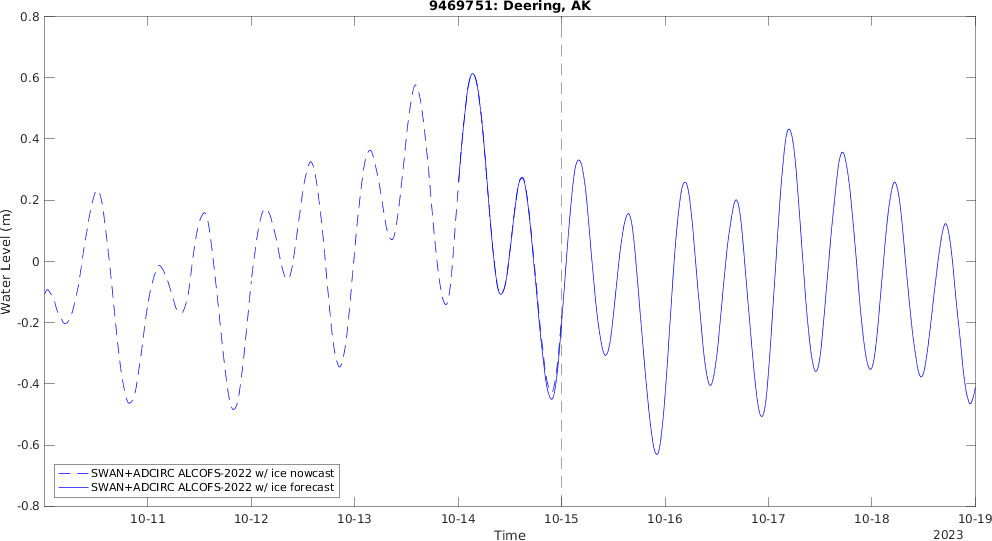 9469751: Deering, AK
0.8
0.6
0.4
0.2
0
-0.2
-0.4
-0.6
-0.8
Water Level (m)
SWAN+ADCIRC ALCOFS-2022 w/ ice nowcast
SWAN+ADCIRC ALCOFS-2022 w/ ice forecast
10-11 10-12 10-13 10-14 10-15 10-16 10-17 10-18 10-19
Time
2023